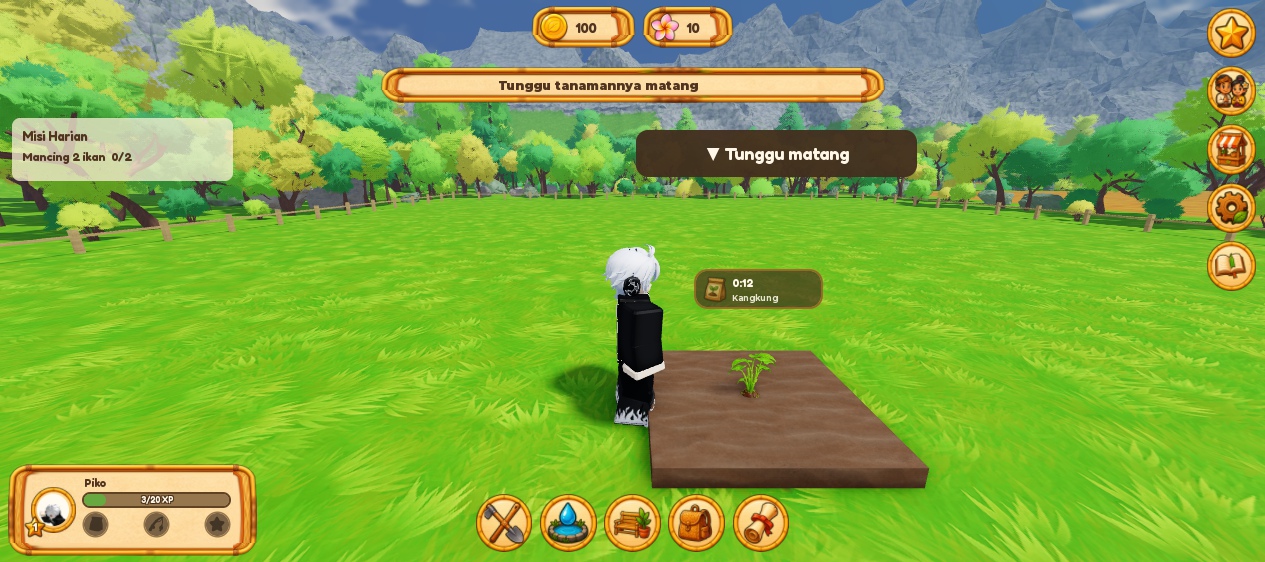 100
10
Tunggu tanamannya matang
Misi Harian
Mancing 2 ikan 0/2
▼ Tunggu matang
0:12
Kangkung
Piko
3/20 XP
1